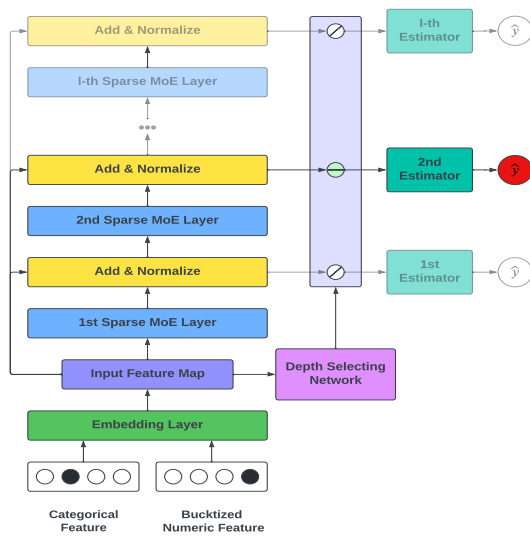 Add & Normalize
l-th
Estimator
ŷ
l-th Sparse MoE Layer
•••
Add & Normalize
2nd
Estimator
ŷ
2nd Sparse MoE Layer
Add & Normalize
1st
Estimator
ŷ
1st Sparse MoE Layer
Input Feature Map
Depth Selecting
Network
Embedding Layer
Categorical
Feature
Bucktized
Numeric Feature